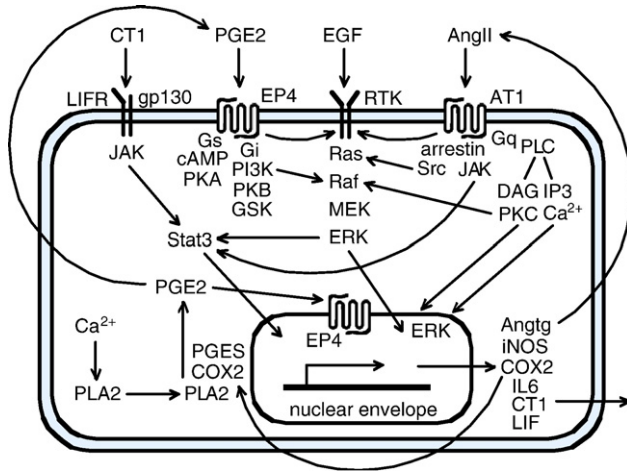 CT1
PGE2
EGF
AngII
LIFR
gp130
EP4
RTK
AT1
JAK
Gs
cAMP
PKA
Gi
PI3K
PKB
GSK
Ras
Raf
MEK
ERK
arrestin
Src
JAK
Gq
PLC
DAG
IP3
PKC
Ca²⁺
Stat3
PGE2
EP4
ERK
Ca²⁺
PLA2
PGES
COX2
PLA2
nuclear envelope
Angtg
iNOS
COX2
IL6
CT1
LIF